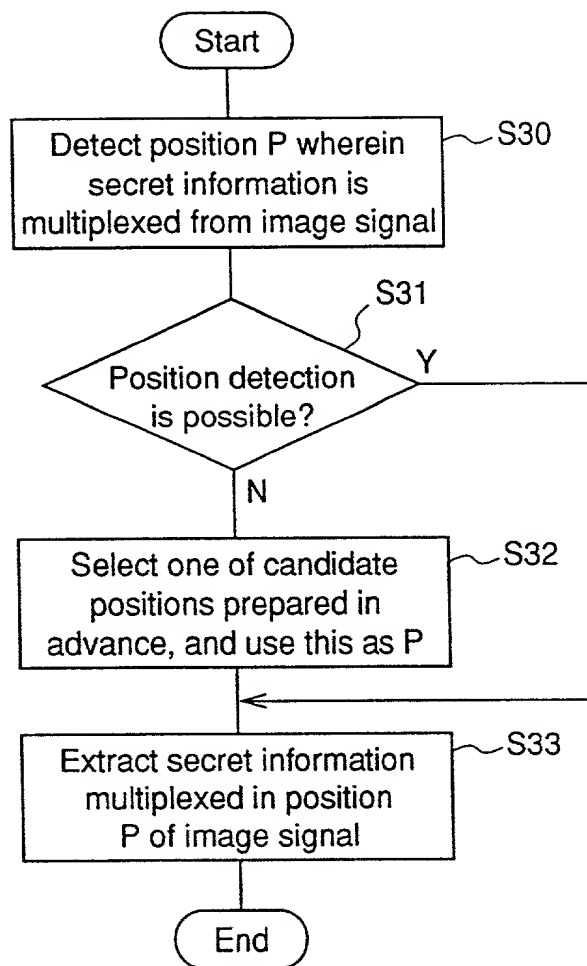 Start
Detect position P wherein
secret information is
multiplexed from image signal
S30
S31
Position detection
is possible?
Y
N
Select one of candidate
positions prepared in
advance, and use this as P
S32
Extract secret information
multiplexed in position
P of image signal
S33
End